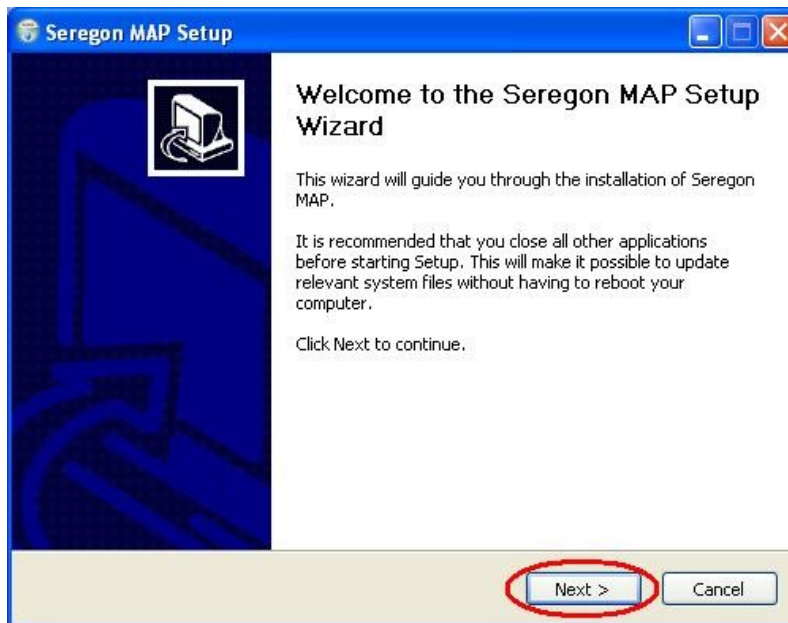 Seregon MAP Setup
Welcome to the Seregon MAP Setup
Wizard
This wizard will guide you through the installation of Seregon
MAP.
It is recommended that you close all other applications
before starting Setup. This will make it possible to update
relevant system files without having to reboot your
computer.
Click Next to continue.
Next >
Cancel